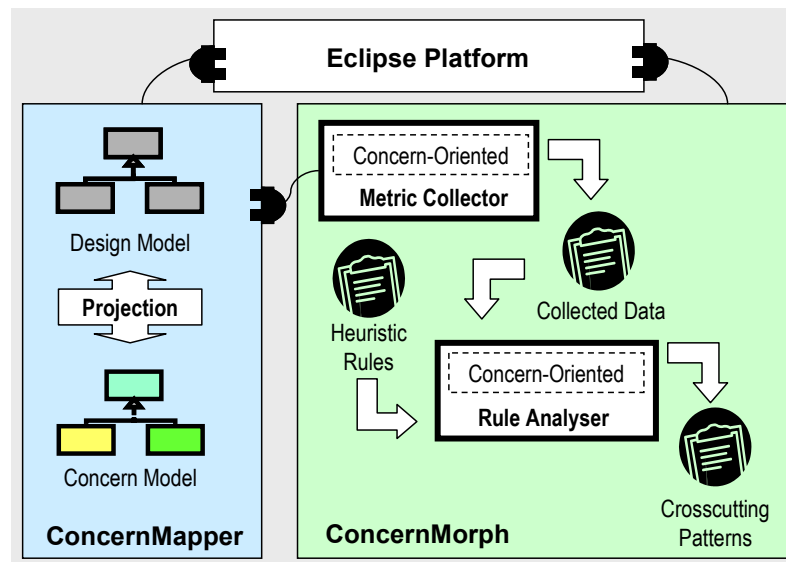 Eclipse Platform
Design Model
Projection
Concern Model
ConcernMapper
Concern-Oriented
Metric Collector
Collected Data
Heuristic
Rules
Concern-Oriented
Rule Analyser
Crosscutting
Patterns
ConcernMorph